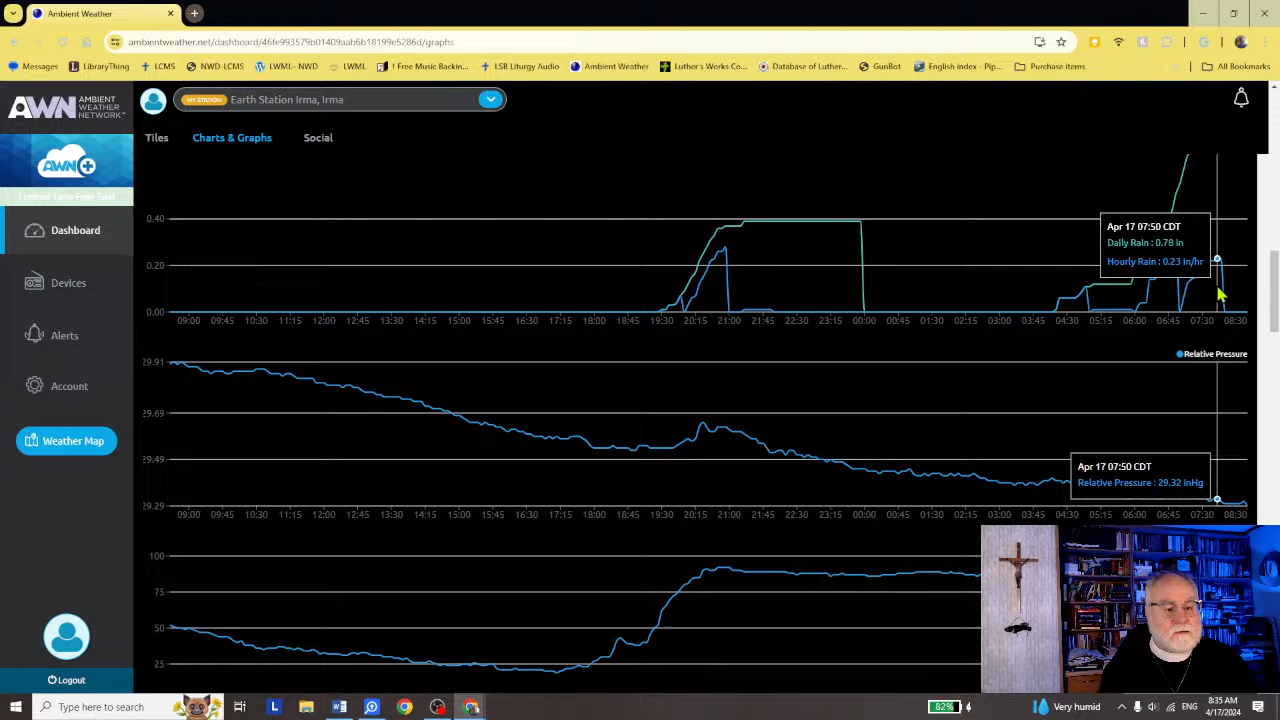 Ambient Weather
ambientweather.net/dashboard/46fe993579b01409aab6b18199e5286d/graphs
Messages LibraryThing LCMS NWD-LCMS LWML- NWD LWML ! Free Music Backin... LSB Liturgy Audio Ambient Weather Luther's Works Co... Database of Luther... GunBot English index - Pip... Purchase items All Bookmarks
AWN AMBIENT WEATHER NETWORK
MY STATION Earth Station Irma, Irma
Tiles Charts & Graphs Social
AWN+
Limited Time Free Trial
Dashboard
Devices
Alerts
Account
Weather Map
Logout
0.40
0.20
0.00
Apr 17 07:50 CDT
Daily Rain : 0.78 in
Hourly Rain : 0.23 in/hr
09:00 09:45 10:30 11:15 12:00 12:45 13:30 14:15 15:00 15:45 16:30 17:15 18:00 18:45 19:30 20:15 21:00 21:45 22:30 23:15 00:00 00:45 01:30 02:15 03:00 03:45 04:30 05:15 06:00 06:45 07:30 08:30
Relative Pressure
29.91
29.69
29.49
29.29
Apr 17 07:50 CDT
Relative Pressure : 29.32 inHg
09:00 09:45 10:30 11:15 12:00 12:45 13:30 14:15 15:00 15:45 16:30 17:15 18:00 18:45 19:30 20:15 21:00 21:45 22:30 23:15 00:00 00:45 01:30 02:15 03:00 03:45 04:30 05:15 06:00 06:45 07:30 08:30
100
75
50
25
Type here to search
82%
Very humid
ENG
8:35 AM
4/17/2024